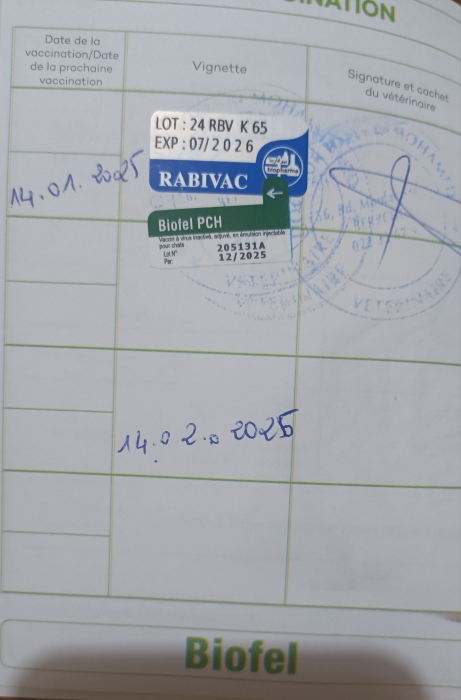 Date de la
vaccination/Date
de la prochaine
vaccination
Vignette
Signature et cachet
du vétérinaire
14.01.2025
LOT : 24 RBV K 65
EXP : 07/2026
biopharma
RABIVAC
Biofel PCH
Vaccin à virus inactivé, adjuvé, en émulsion injectable
pour chats
Lot N°: 205131A
Per: 12/2025
VETERINAIRE
14.02.2025
Biofel